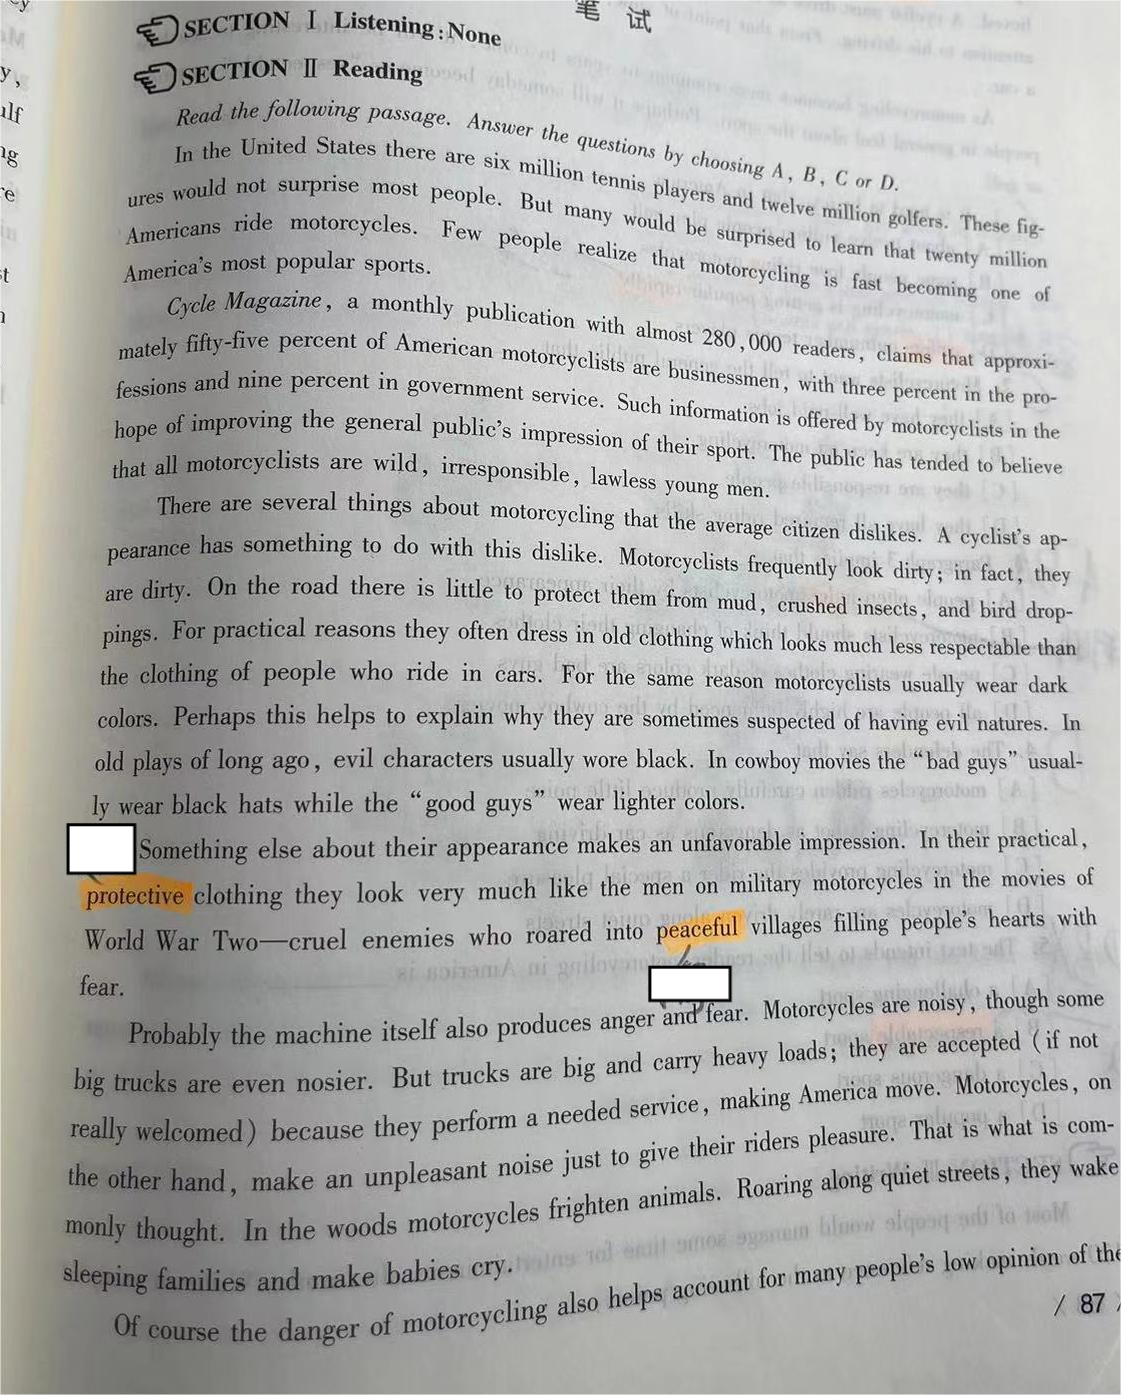 笔 试
SECTION Ⅰ Listening: None
SECTION Ⅱ Reading
Read the following passage. Answer the questions by choosing A, B, C or D.
In the United States there are six million tennis players and twelve million golfers. These fig-
ures would not surprise most people. But many would be surprised to learn that twenty million
Americans ride motorcycles. Few people realize that motorcycling is fast becoming one of
America's most popular sports.
Cycle Magazine, a monthly publication with almost 280,000 readers, claims that approxi-
mately fifty-five percent of American motorcyclists are businessmen, with three percent in the pro-
fessions and nine percent in government service. Such information is offered by motorcyclists in the
hope of improving the general public's impression of their sport. The public has tended to believe
that all motorcyclists are wild, irresponsible, lawless young men.
There are several things about motorcycling that the average citizen dislikes. A cyclist's ap-
pearance has something to do with this dislike. Motorcyclists frequently look dirty; in fact, they
are dirty. On the road there is little to protect them from mud, crushed insects, and bird drop-
pings. For practical reasons they often dress in old clothing which looks much less respectable than
the clothing of people who ride in cars. For the same reason motorcyclists usually wear dark
colors. Perhaps this helps to explain why they are sometimes suspected of having evil natures. In
old plays of long ago, evil characters usually wore black. In cowboy movies the “bad guys” usual-
ly wear black hats while the “good guys” wear lighter colors.
Something else about their appearance makes an unfavorable impression. In their practical,
protective clothing they look very much like the men on military motorcycles in the movies of
World War Two—cruel enemies who roared into peaceful villages filling people's hearts with
fear.
Probably the machine itself also produces anger and fear. Motorcycles are noisy, though some
big trucks are even nosier. But trucks are big and carry heavy loads; they are accepted (if not
really welcomed) because they perform a needed service, making America move. Motorcycles, on
the other hand, make an unpleasant noise just to give their riders pleasure. That is what is com-
monly thought. In the woods motorcycles frighten animals. Roaring along quiet streets, they wake
sleeping families and make babies cry.
Of course the danger of motorcycling also helps account for many people's low opinion of the
/ 87 /